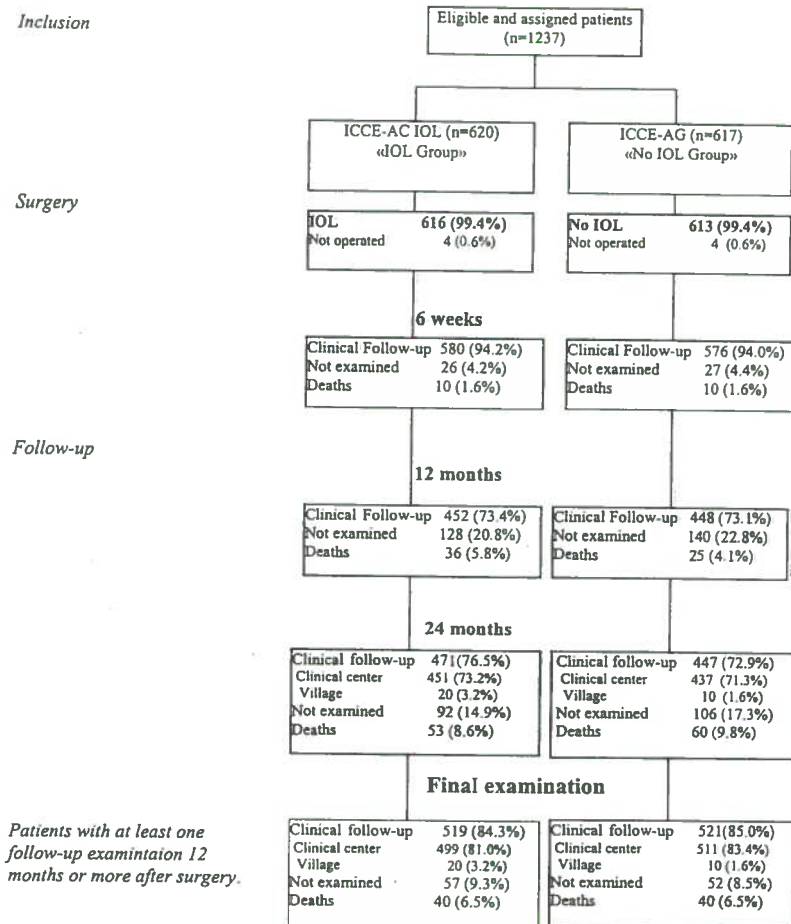 Inclusion
Eligible and assigned patients
(n=1237)
ICCE-AC IOL (n=620)
«IOL Group»
ICCE-AG (n=617)
«No IOL Group»
Surgery
IOL 616 (99.4%)
Not operated 4 (0.6%)
No IOL 613 (99.4%)
Not operated 4 (0.6%)
6 weeks
Clinical Follow-up 580 (94.2%)
Not examined 26 (4.2%)
Deaths 10 (1.6%)
Clinical Follow-up 576 (94.0%)
Not examined 27 (4.4%)
Deaths 10 (1.6%)
Follow-up
12 months
Clinical Follow-up 452 (73.4%)
Not examined 128 (20.8%)
Deaths 36 (5.8%)
Clinical Follow-up 448 (73.1%)
Not examined 140 (22.8%)
Deaths 25 (4.1%)
24 months
Clinical follow-up 471(76.5%)
Clinical center 451 (73.2%)
Village 20 (3.2%)
Not examined 92 (14.9%)
Deaths 53 (8.6%)
Clinical follow-up 447 (72.9%)
Clinical center 437 (71.3%)
Village 10 (1.6%)
Not examined 106 (17.3%)
Deaths 60 (9.8%)
Final examination
Patients with at least one
follow-up examintaion 12
months or more after surgery.
Clinical follow-up 519 (84.3%)
Clinical center 499 (81.0%)
Village 20 (3.2%)
Not examined 57 (9.3%)
Deaths 40 (6.5%)
Clinical follow-up 521(85.0%)
Clinical center 511 (83.4%)
Village 10 (1.6%)
Not examined 52 (8.5%)
Deaths 40 (6.5%)